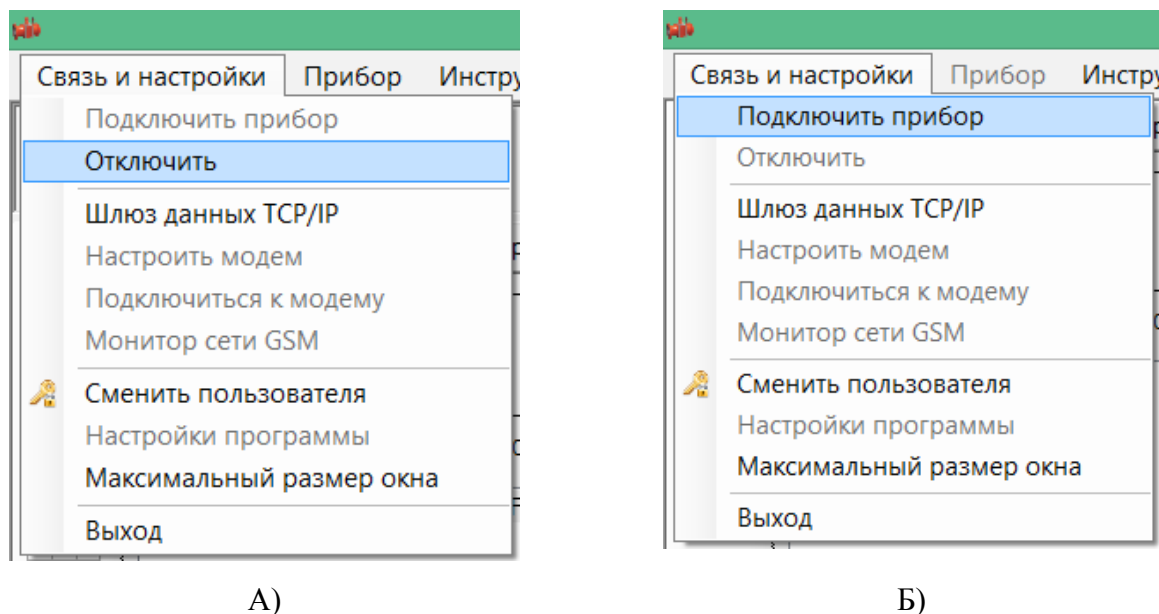 Связь и настройки Прибор Инстру
Подключить прибор
Отключить
Шлюз данных TCP/IP
Настроить модем
Подключиться к модему
Монитор сети GSM
Сменить пользователя
Настройки программы
Максимальный размер окна
Выход
А)
Связь и настройки Прибор Инстру
Подключить прибор
Отключить
Шлюз данных TCP/IP
Настроить модем
Подключиться к модему
Монитор сети GSM
Сменить пользователя
Настройки программы
Максимальный размер окна
Выход
Б)